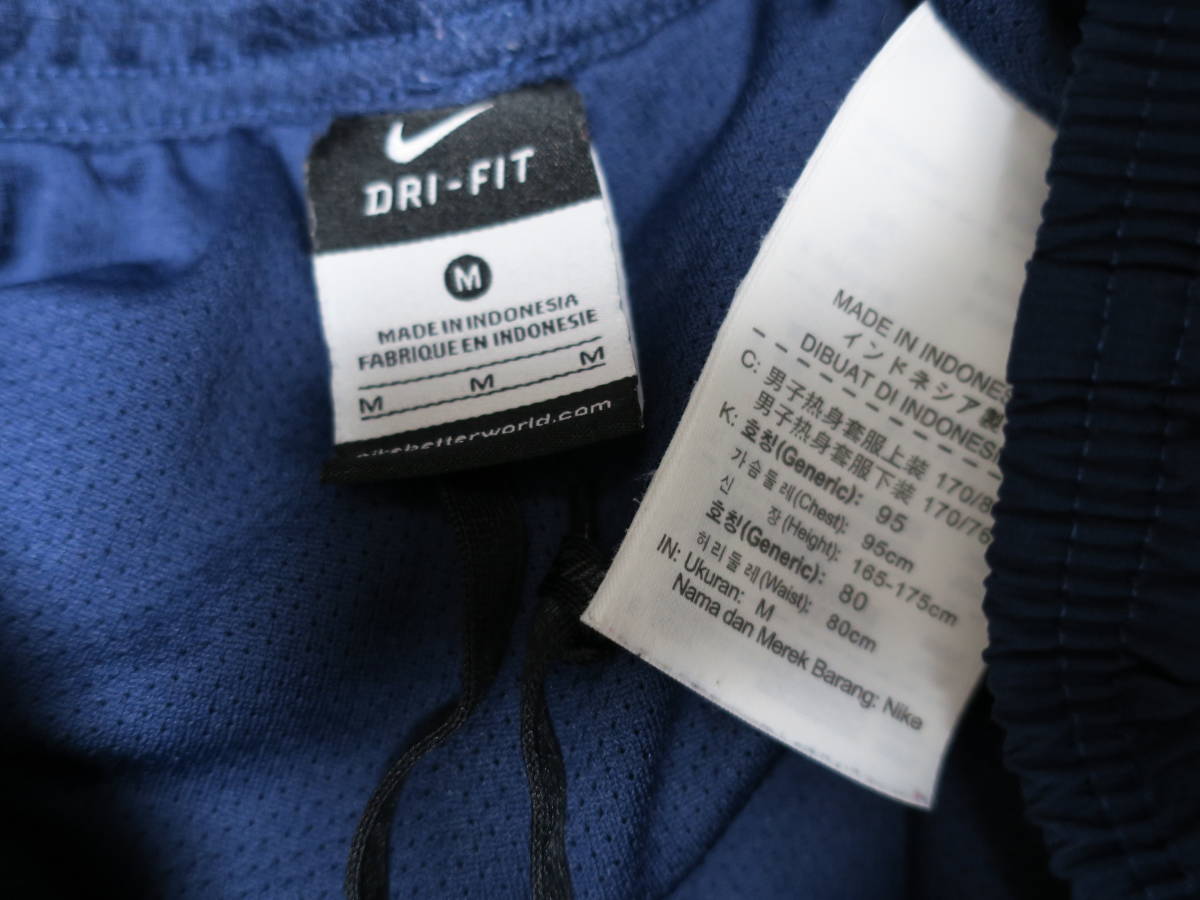 DRI-FIT
M
MADE IN INDONESIA
FABRIQUE EN INDONESIE
M M M
nikebetterworld.com
MADE IN INDONES
インドネシア製
DIBUAT DI INDONESI
C: 男子热身套服上装 170/8
男子热身套服下装 170/76
K: 호칭(Generic): 95
가슴둘레(Chest): 95cm
신 장 (Height): 165-175cm
호칭(Generic): 80
허리둘레(Waist): 80cm
IN: Ukuran: M
Nama dan Merek Barang: Nike